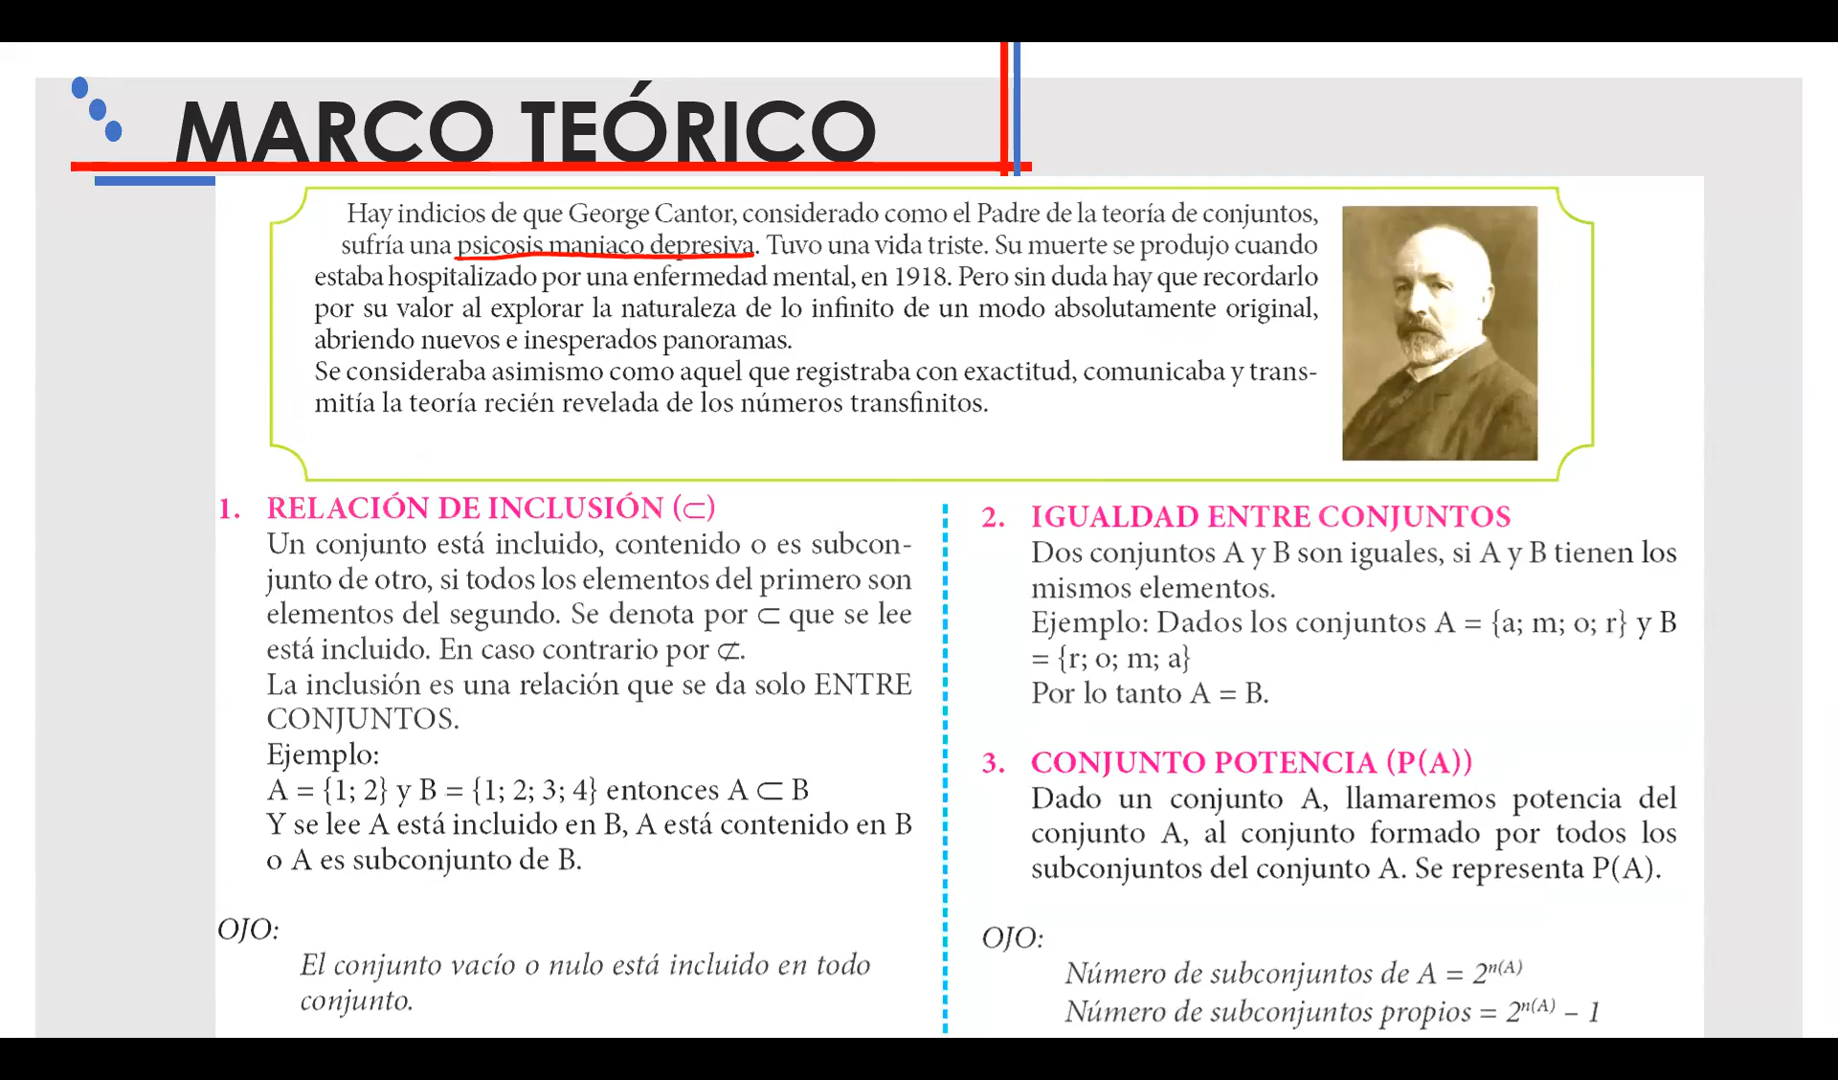 MARCO TEÓRICO
Hay indicios de que George Cantor, considerado como el Padre de la teoría de conjuntos,
sufría una psicosis maniaco depresiva. Tuvo una vida triste. Su muerte se produjo cuando
estaba hospitalizado por una enfermedad mental, en 1918. Pero sin duda hay que recordarlo
por su valor al explorar la naturaleza de lo infinito de un modo absolutamente original,
abriendo nuevos e inesperados panoramas.
Se consideraba asimismo como aquel que registraba con exactitud, comunicaba y trans-
mitía la teoría recién revelada de los números transfinitos.
1. RELACIÓN DE INCLUSIÓN (⊂)
Un conjunto está incluido, contenido o es subcon-
junto de otro, si todos los elementos del primero son
elementos del segundo. Se denota por ⊂ que se lee
está incluido. En caso contrario por ⊄.
La inclusión es una relación que se da solo ENTRE
CONJUNTOS.
Ejemplo:
A = {1; 2} y B = {1; 2; 3; 4} entonces A ⊂ B
Y se lee A está incluido en B, A está contenido en B
o A es subconjunto de B.
OJO:
El conjunto vacío o nulo está incluido en todo
conjunto.
2. IGUALDAD ENTRE CONJUNTOS
Dos conjuntos A y B son iguales, si A y B tienen los
mismos elementos.
Ejemplo: Dados los conjuntos A = {a; m; o; r} y B
= {r; o; m; a}
Por lo tanto A = B.
3. CONJUNTO POTENCIA (P(A))
Dado un conjunto A, llamaremos potencia del
conjunto A, al conjunto formado por todos los
subconjuntos del conjunto A. Se representa P(A).
OJO:
Número de subconjuntos de A = 2ⁿ⁽ᴬ⁾
Número de subconjuntos propios = 2ⁿ⁽ᴬ⁾ – 1